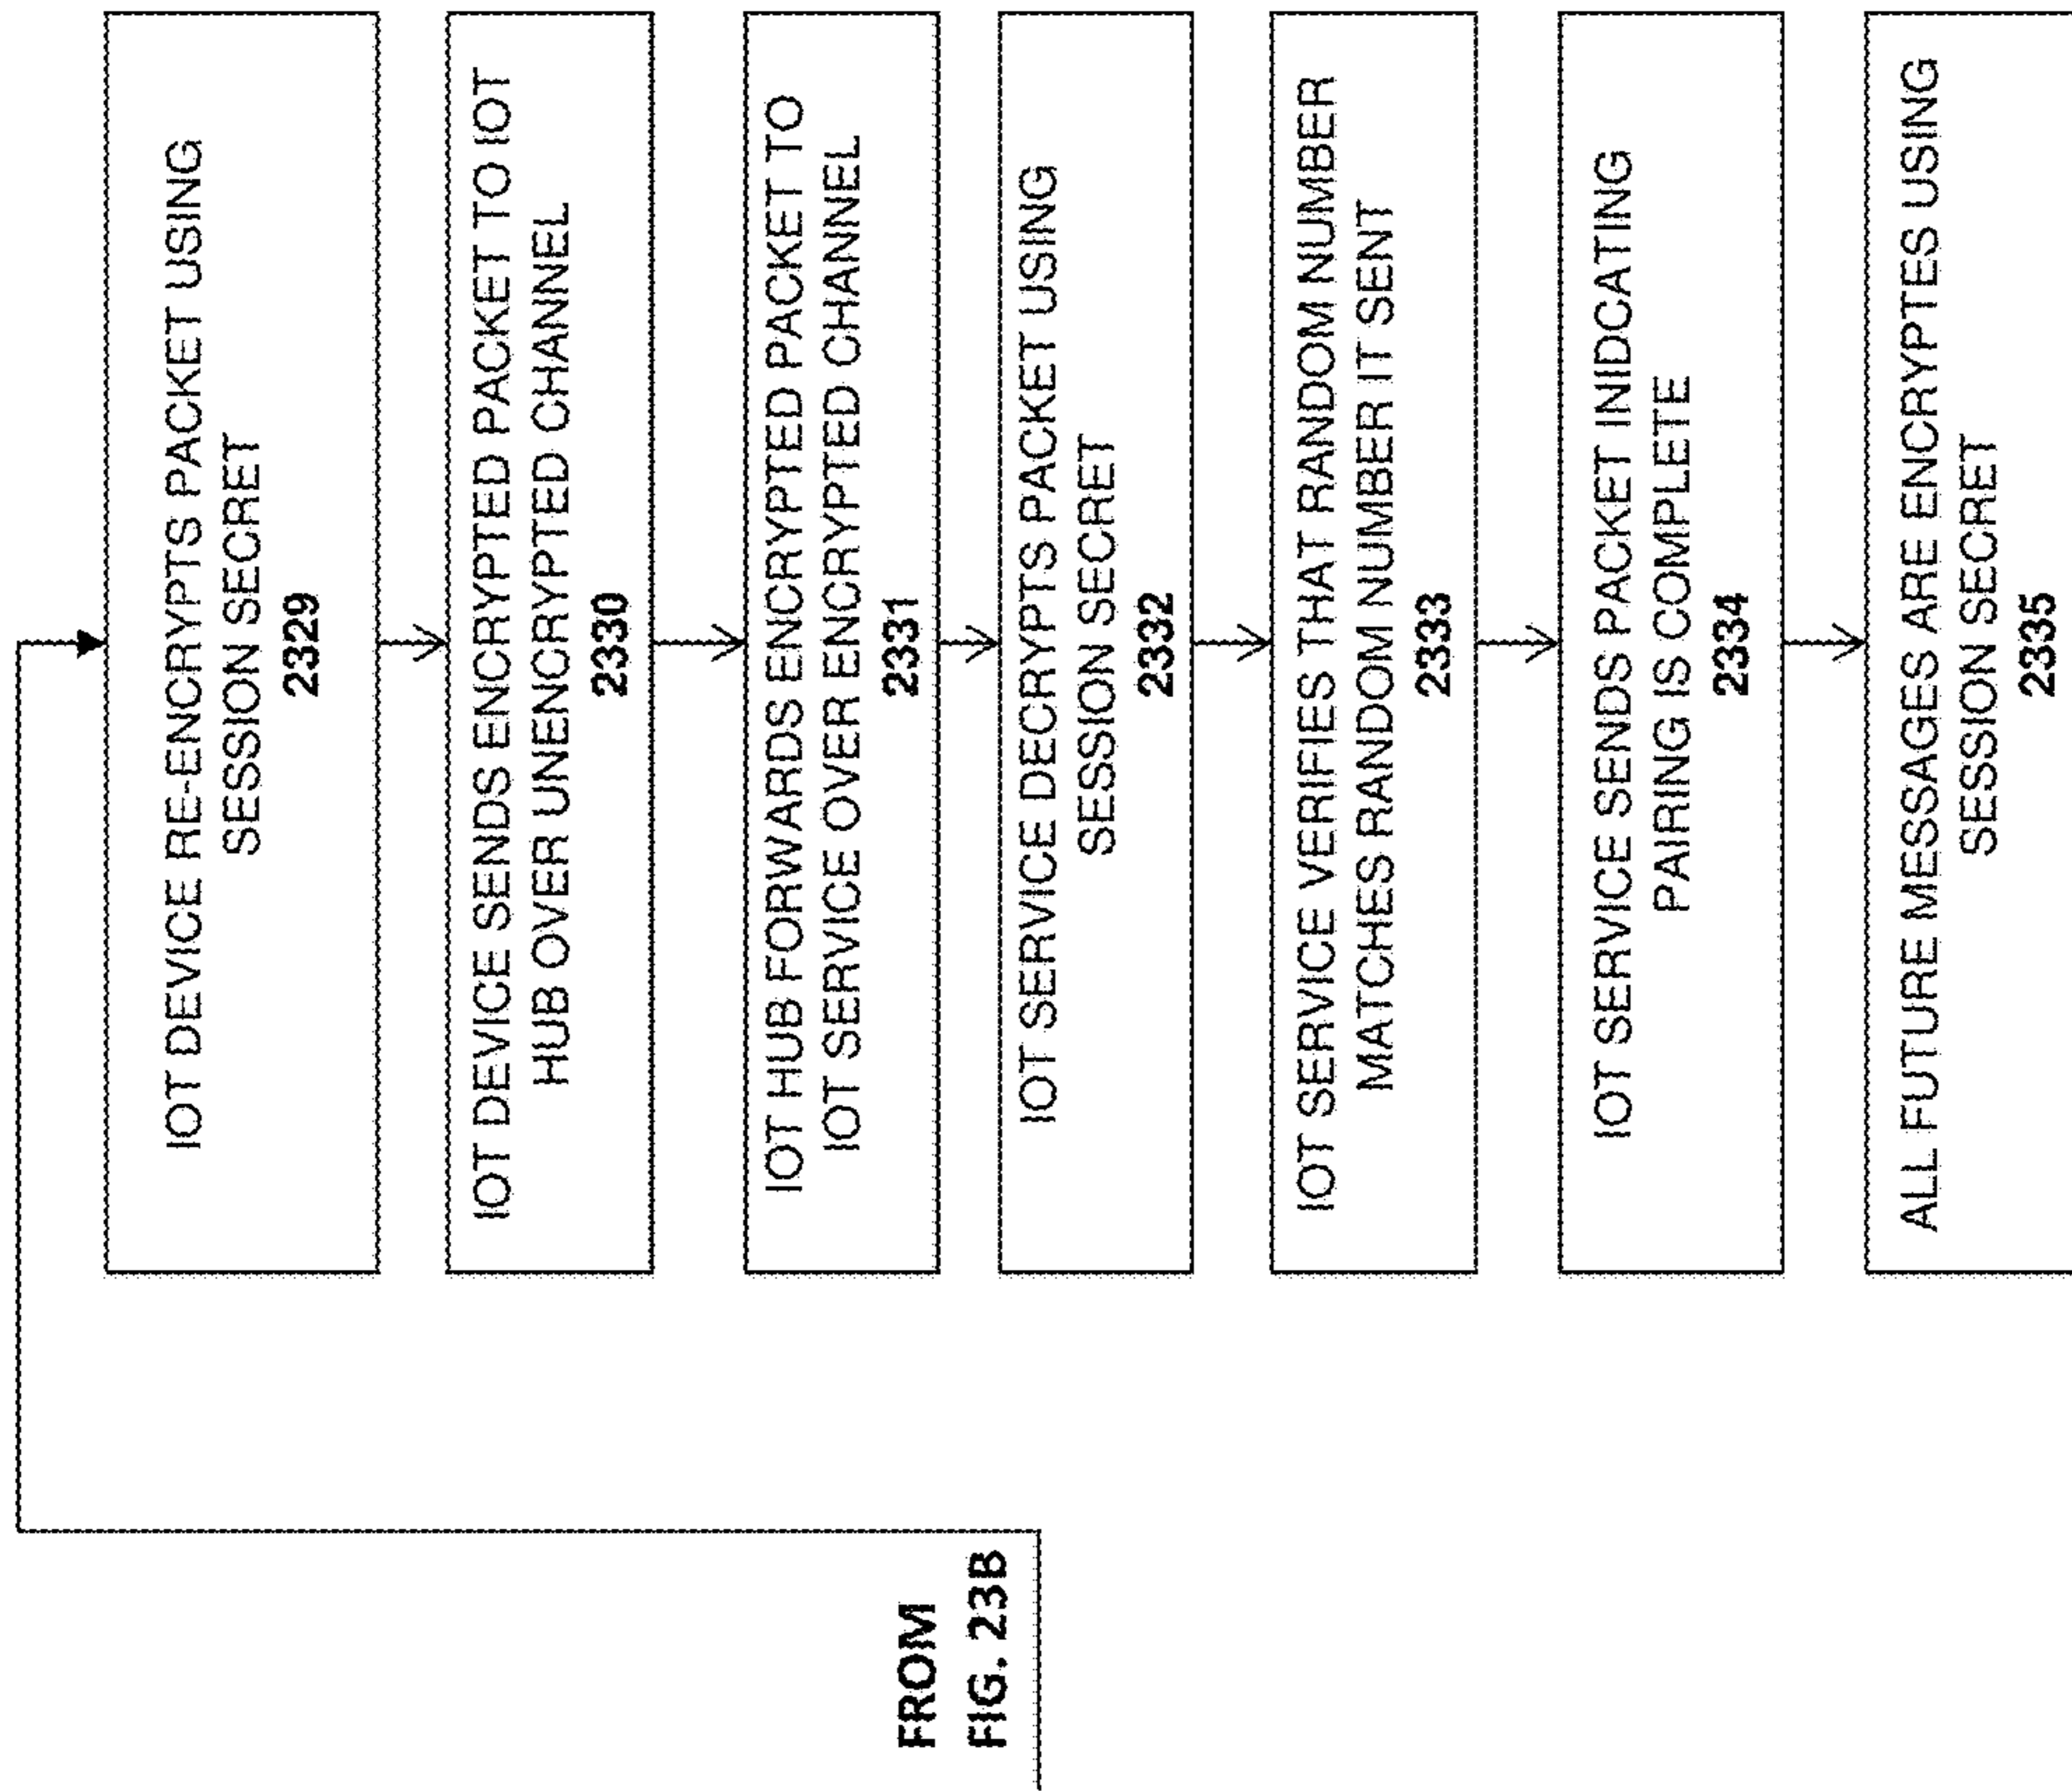 FROM
FIG. 23B
IOT DEVICE RE-ENCRYPTS PACKET USING
SESSION SECRET
2329
IOT DEVICE SENDS ENCRYPTED PACKET TO IOT
HUB OVER UNENCRYPTED CHANNEL
2330
IOT HUB FORWARDS ENCRYPTED PACKET TO
IOT SERVICE OVER ENCRYPTED CHANNEL
2331
IOT SERVICE DECRYPTS PACKET USING
SESSION SECRET
2332
IOT SERVICE VERIFIES THAT RANDOM NUMBER
MATCHES RANDOM NUMBER IT SENT
2333
IOT SERVICE SENDS PACKET INIDCATING
PAIRING IS COMPLETE
2334
ALL FUTURE MESSAGES ARE ENCRYPTES USING
SESSION SECRET
2335